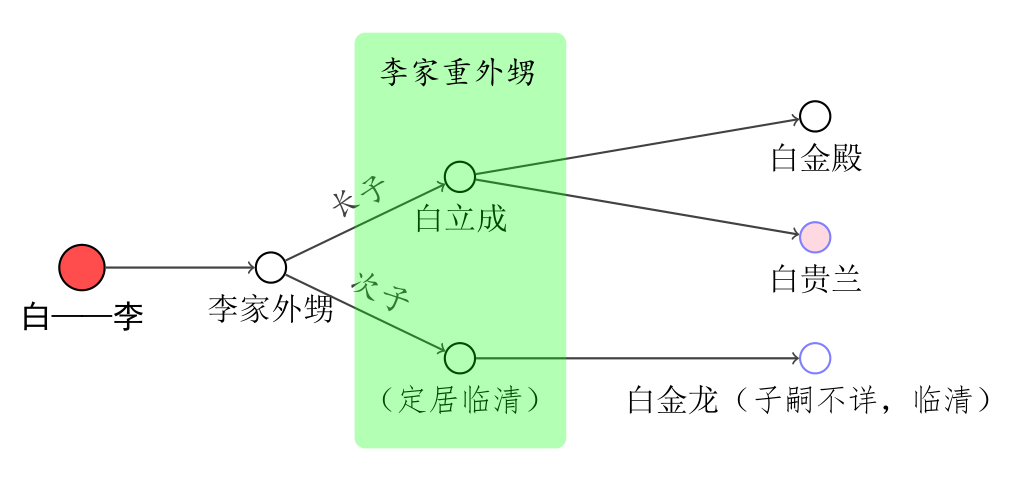 李家重外甥
白金殿
长子
白立成
白贵兰
白——李
李家外甥
次子
（定居临清）
白金龙（子嗣不详，临清）